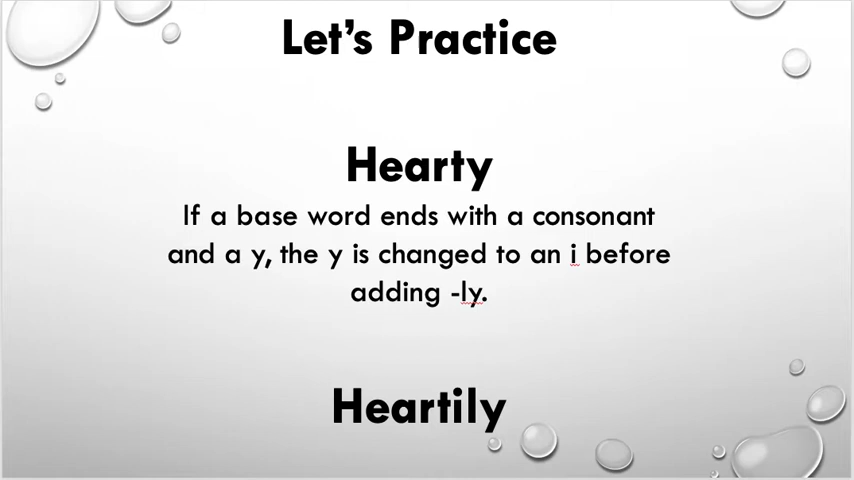 Let’s Practice
Hearty
If a base word ends with a consonant
and a y, the y is changed to an i before
adding -ly.
Heartily